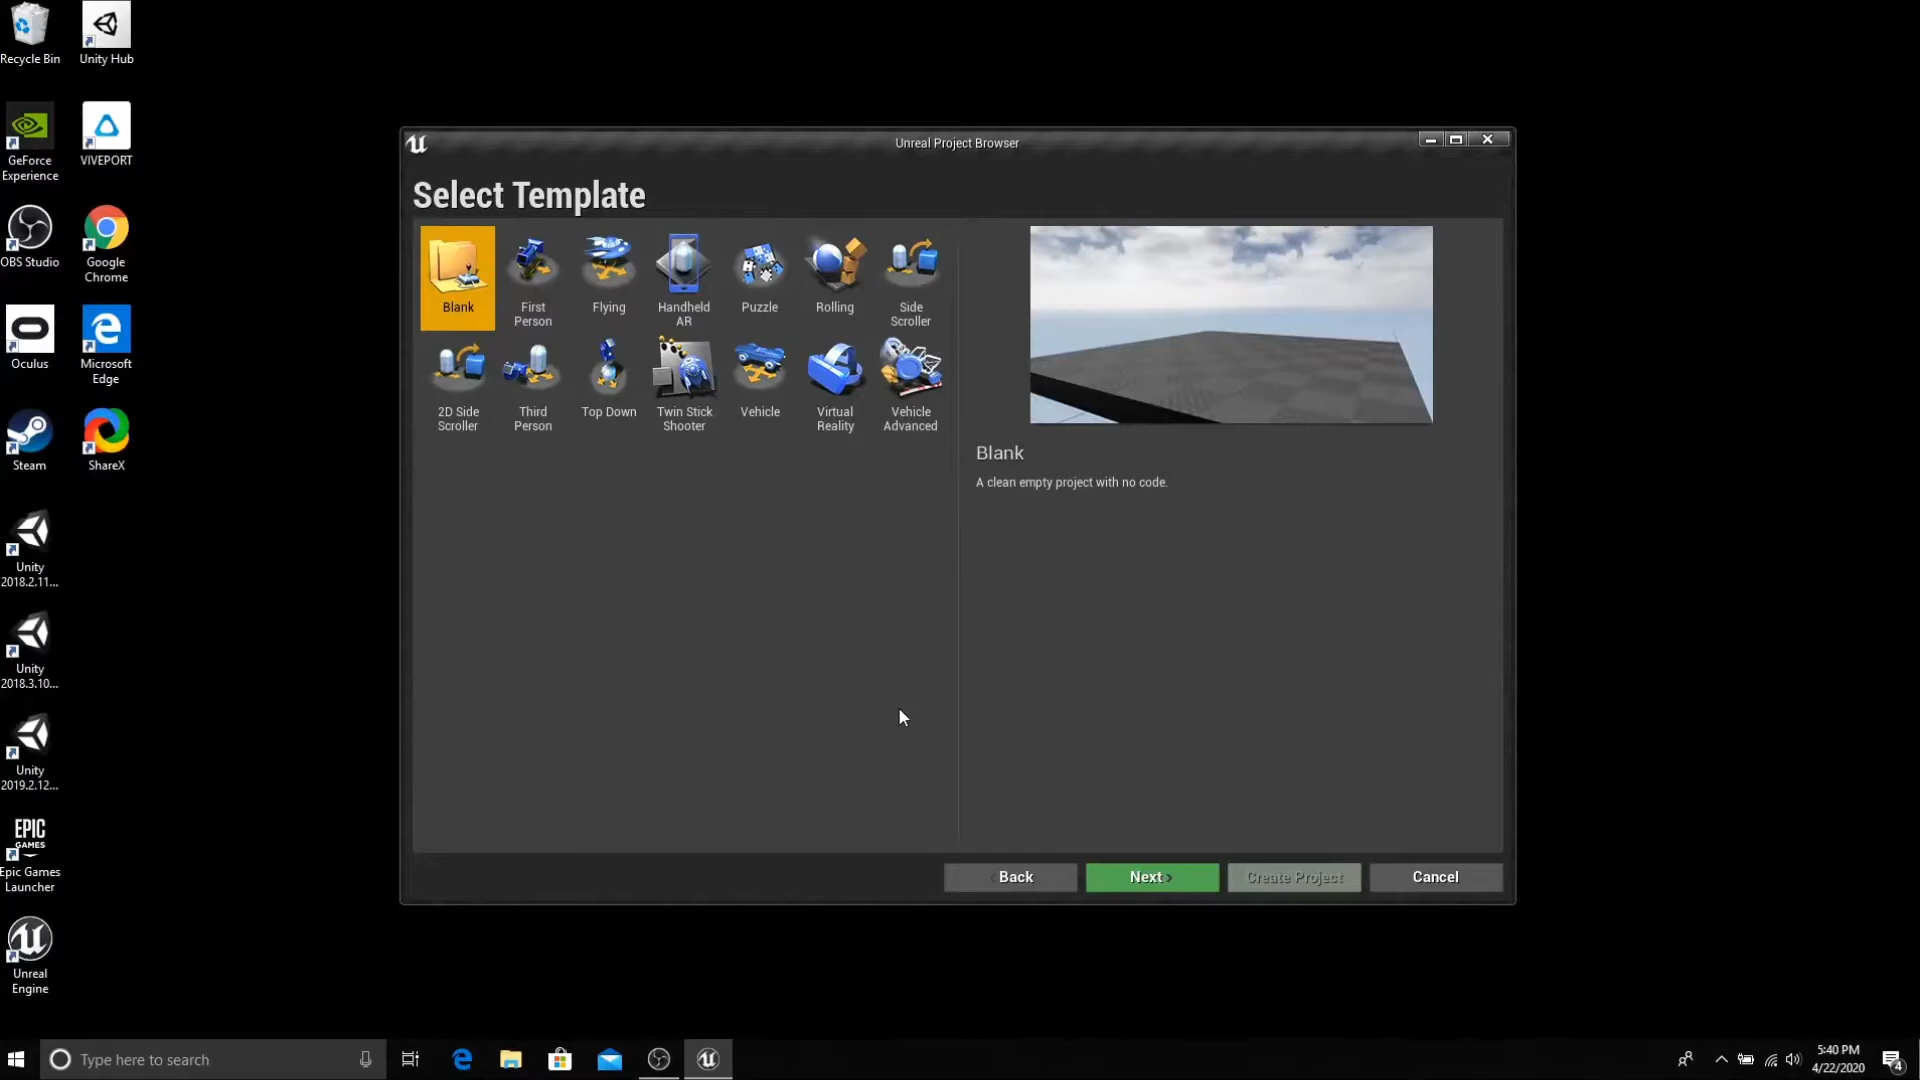 Recycle Bin
Unity Hub
GeForce
Experience
VIVEPORT
OBS Studio
Google
Chrome
Oculus
Microsoft
Edge
Steam
ShareX
Unity
2018.2.11...
Unity
2018.3.10...
Unity
2019.2.12...
EPIC
GAMES
Epic Games
Launcher
Unreal
Engine
Unreal Project Browser
Select Template
Blank
First
Person
Flying
Handheld
AR
Puzzle
Rolling
Side
Scroller
2D Side
Scroller
Third
Person
Top Down
Twin Stick
Shooter
Vehicle
Virtual
Reality
Vehicle
Advanced
Blank
A clean empty project with no code.
Back
Next >
Create Project
Cancel
Type here to search
5:40 PM
4/22/2020
4